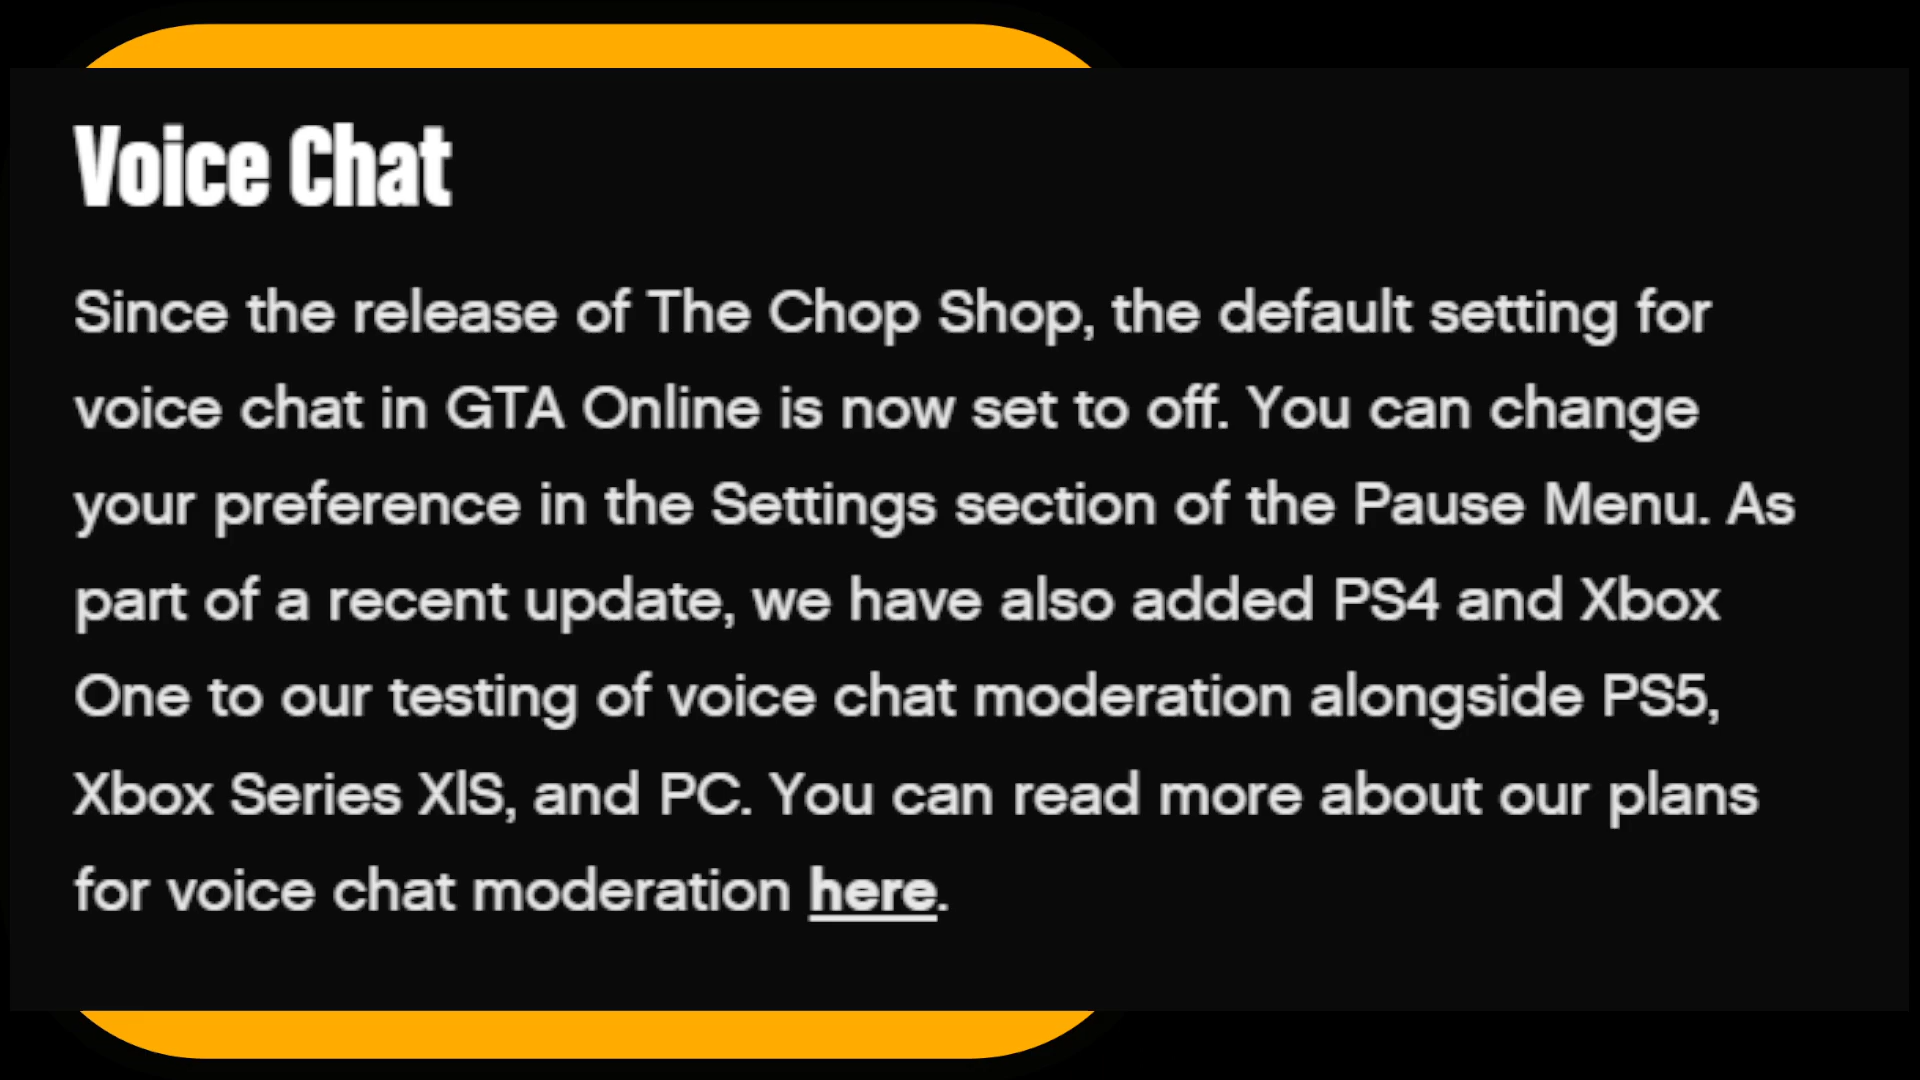 Voice Chat
Since the release of The Chop Shop, the default setting for
voice chat in GTA Online is now set to off. You can change
your preference in the Settings section of the Pause Menu. As
part of a recent update, we have also added PS4 and Xbox
One to our testing of voice chat moderation alongside PS5,
Xbox Series X|S, and PC. You can read more about our plans
for voice chat moderation here.